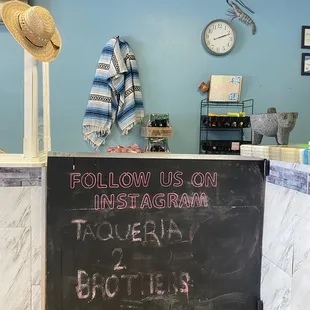 FOLLOW US ON
INSTAGRAM
TAQUERIA
2
BROTHERS